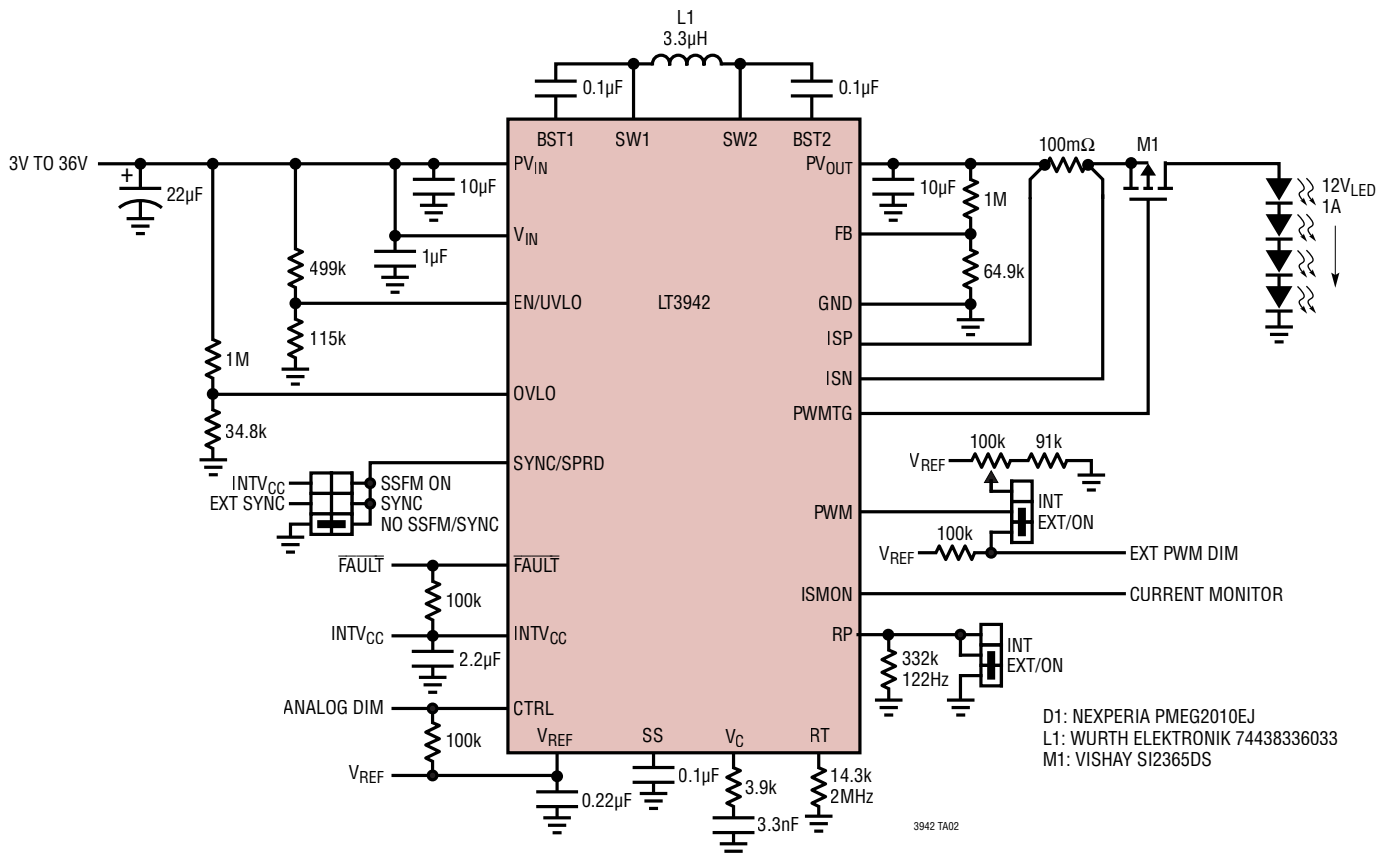 L1
3.3µH
0.1µF
0.1µF
BST1
SW1
SW2
BST2
3V TO 36V
PVIN
PVOUT
100mΩ
M1
+
22µF
10µF
10µF
1M
12VLED
1A
VIN
FB
1µF
499k
64.9k
EN/UVLO
LT3942
GND
115k
ISP
1M
ISN
OVLO
PWMTG
34.8k
100k
91k
VREF
SYNC/SPRD
INTVCC
SSFM ON
EXT SYNC
SYNC
NO SSFM/SYNC
PWM
INT
EXT/ON
100k
VREF
EXT PWM DIM
FAULT
FAULT
100k
ISMON
CURRENT MONITOR
INTVCC
INTVCC
RP
INT
EXT/ON
2.2µF
332k
122Hz
ANALOG DIM
CTRL
100k
VREF
SS
VC
RT
VREF
0.22µF
0.1µF
3.9k
3.3nF
14.3k
2MHz
D1: NEXPERIA PMEG2010EJ
L1: WURTH ELEKTRONIK 74438336033
M1: VISHAY SI2365DS
3942 TA02